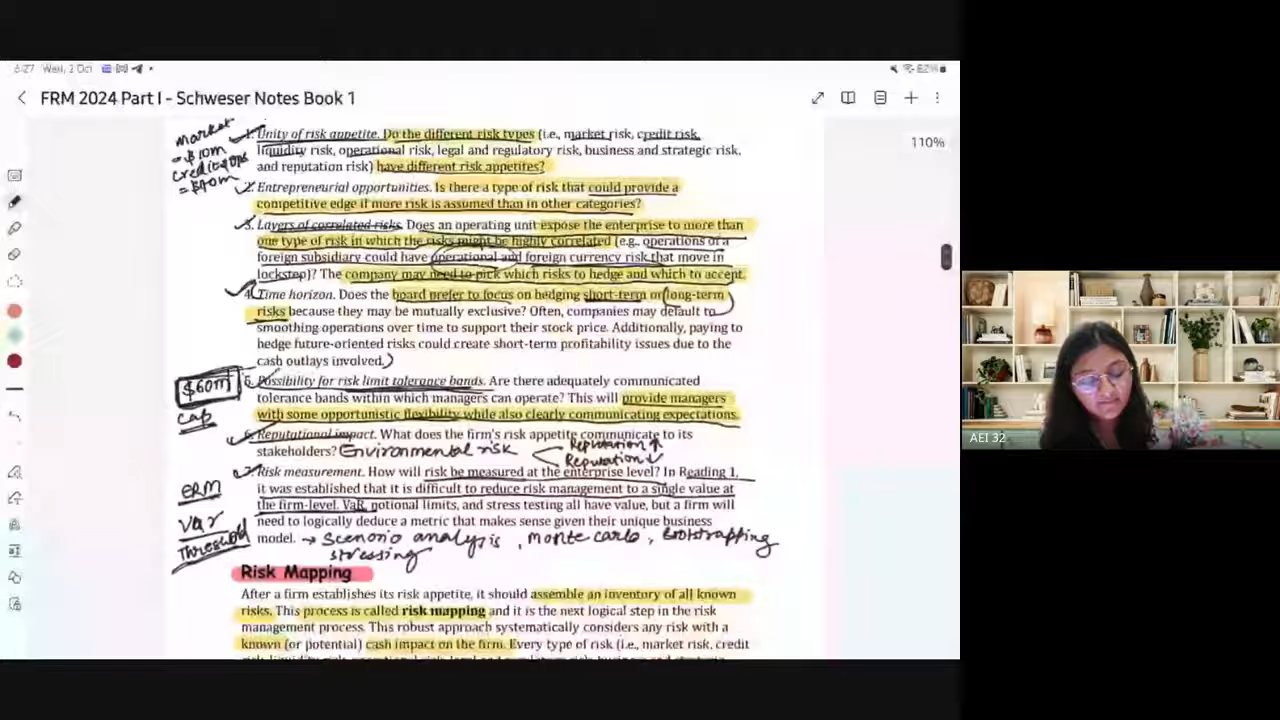 Wed, 2 Oct
82%
FRM 2024 Part I - Schweser Notes Book 1
110%
market
= $10m
= $40m
1. Unity of risk appetite. Do the different risk types (i.e., market risk, credit risk,
liquidity risk, operational risk, legal and regulatory risk, business and strategic risk,
and reputation risk) have different risk appetites?
2. Entrepreneurial opportunities. Is there a type of risk that could provide a
competitive edge if more risk is assumed than in other categories?
3. Layers of correlated risks. Does an operating unit expose the enterprise to more than
one type of risk in which the risks might be highly correlated (e.g., operations of a
foreign subsidiary could have operational and foreign currency risk that move in
lockstep)? The company may need to pick which risks to hedge and which to accept.
4. Time horizon. Does the board prefer to focus on hedging short-term or long-term
risks because they may be mutually exclusive? Often, companies may default to
smoothing operations over time to support their stock price. Additionally, paying to
hedge future-oriented risks could create short-term profitability issues due to the
cash outlays involved.)
$60m
cap
5. Possibility for risk limit tolerance bands. Are there adequately communicated
tolerance bands within which managers can operate? This will provide managers
with some opportunistic flexibility while also clearly communicating expectations.
6. Reputational impact. What does the firm's risk appetite communicate to its
stakeholders? Environmental risk < Reputation ↑
Reputation ↓
7. Risk measurement. How will risk be measured at the enterprise level? In Reading 1,
it was established that it is difficult to reduce risk management to a single value at
the firm-level. VaR, notional limits, and stress testing all have value, but a firm will
need to logically deduce a metric that makes sense given their unique business
model. → Scenario analysis, Monte carlo, Bootstrapping
stressing
ERM
Var
Threshold
Risk Mapping
After a firm establishes its risk appetite, it should assemble an inventory of all known
risks. This process is called risk mapping and it is the next logical step in the risk
management process. This robust approach systematically considers any risk with a
known (or potential) cash impact on the firm. Every type of risk (i.e., market risk, credit
AEI 32